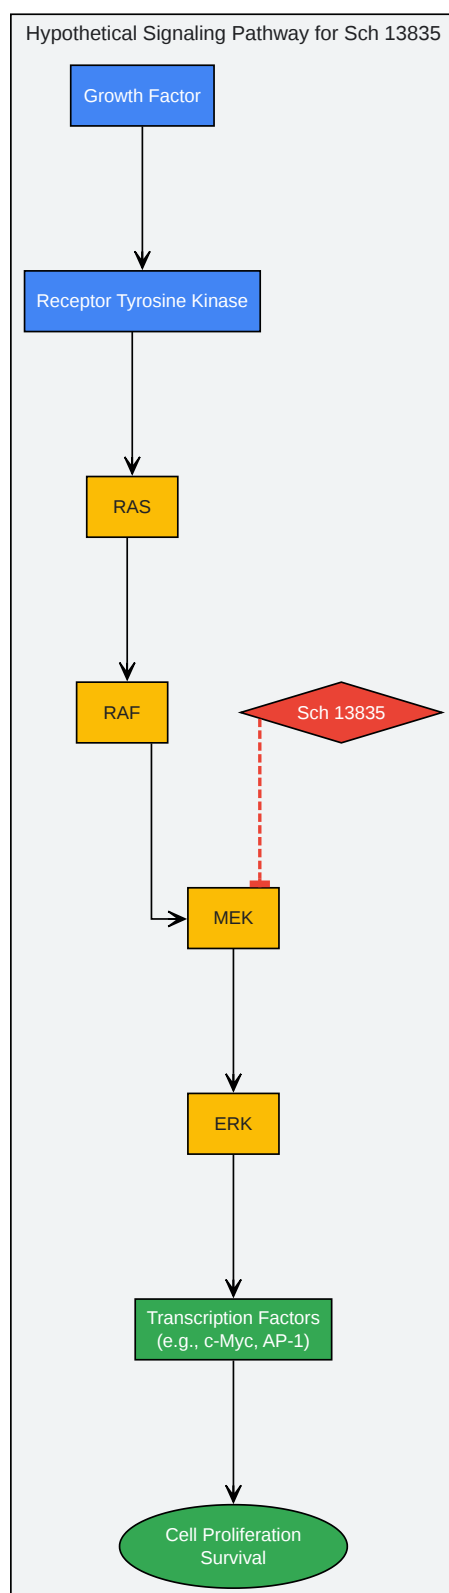 Hypothetical Signaling Pathway for Sch 13835
Growth Factor
Receptor Tyrosine Kinase
RAS
RAF
Sch 13835
MEK
ERK
Transcription Factors
(e.g., c-Myc, AP-1)
Cell Proliferation
Survival